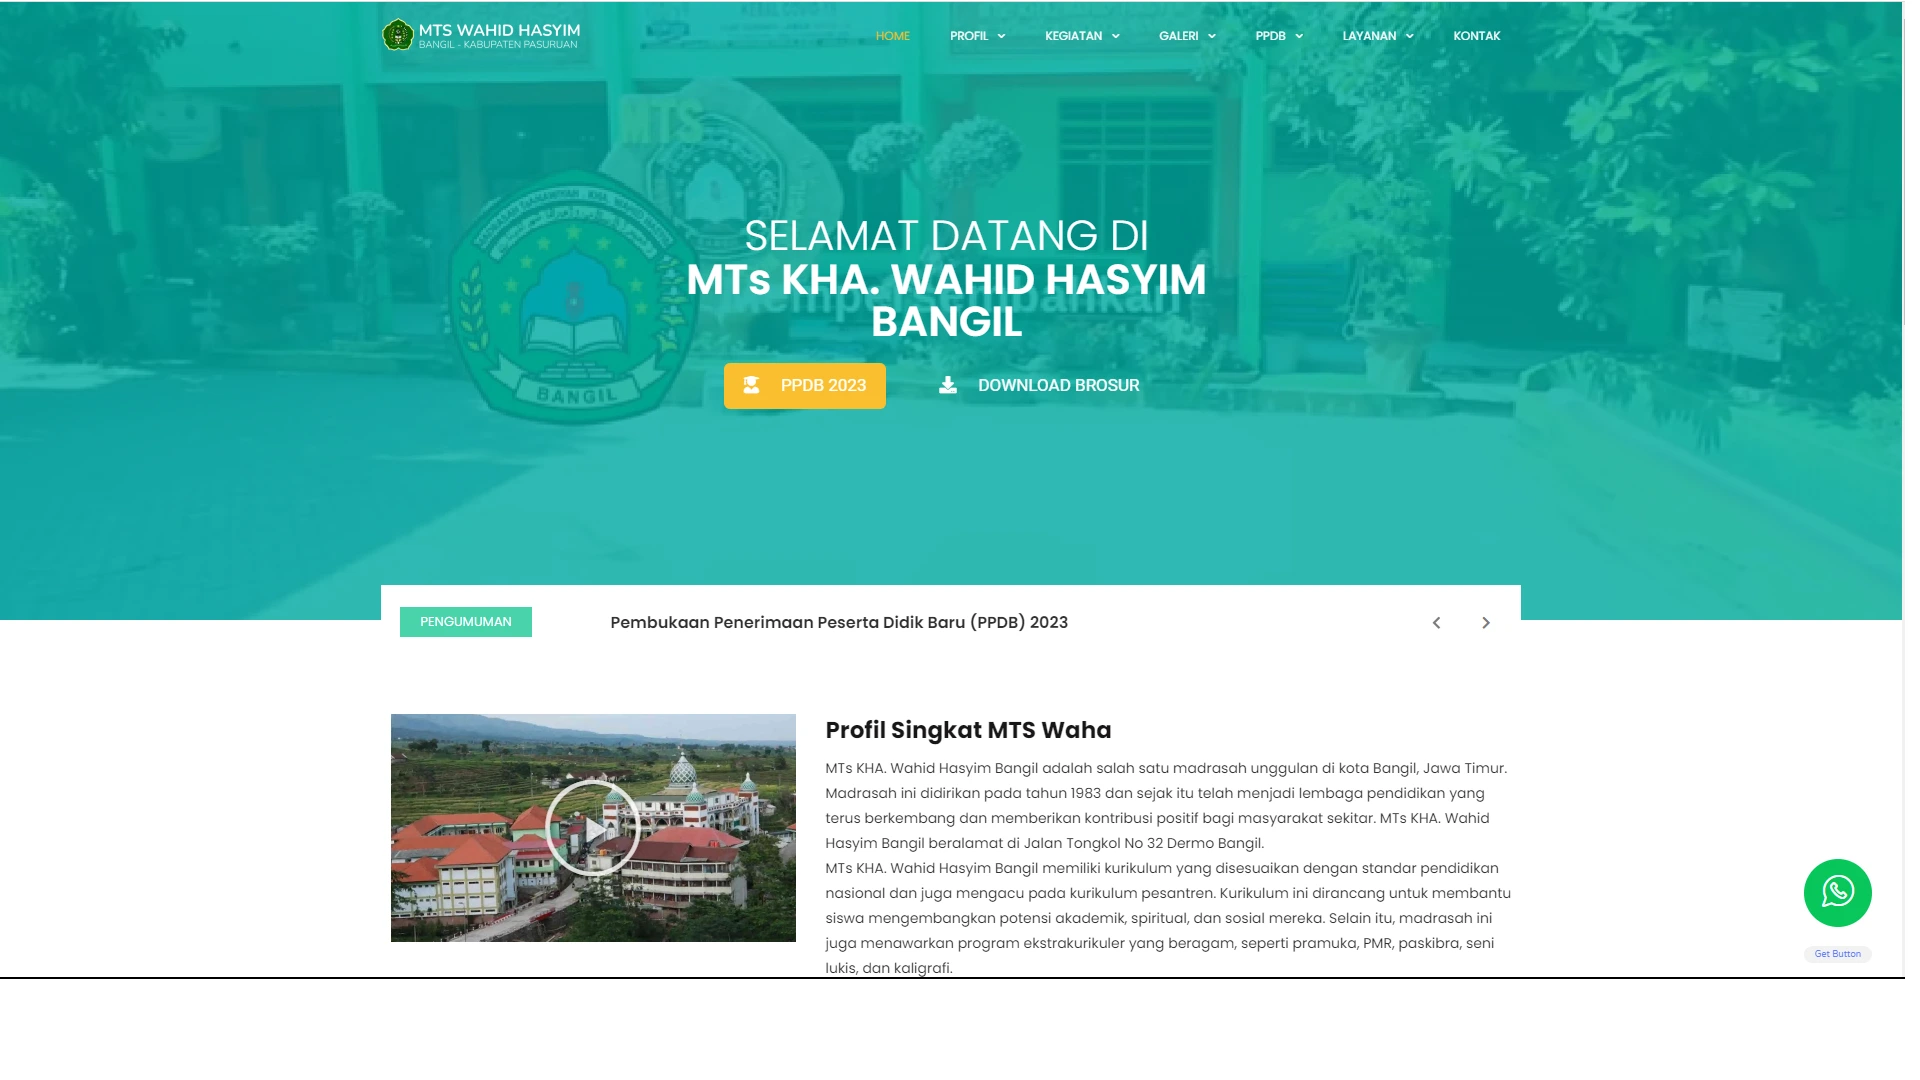 MTS WAHID HASYIM
BANGIL - KABUPATEN PASURUAN
HOME
PROFIL
KEGIATAN
GALERI
PPDB
LAYANAN
KONTAK
MTS
SELAMAT DATANG DI
MTs KHA. WAHID HASYIM
BANGIL
BANGIL
PPDB 2023
DOWNLOAD BROSUR
PENGUMUMAN
Pembukaan Penerimaan Peserta Didik Baru (PPDB) 2023
Profil Singkat MTS Waha
MTs KHA. Wahid Hasyim Bangil adalah salah satu madrasah unggulan di kota Bangil, Jawa Timur.
Madrasah ini didirikan pada tahun 1983 dan sejak itu telah menjadi lembaga pendidikan yang
terus berkembang dan memberikan kontribusi positif bagi masyarakat sekitar. MTs KHA. Wahid
Hasyim Bangil beralamat di Jalan Tongkol No 32 Dermo Bangil.
MTs KHA. Wahid Hasyim Bangil memiliki kurikulum yang disesuaikan dengan standar pendidikan
nasional dan juga mengacu pada kurikulum pesantren. Kurikulum ini dirancang untuk membantu
siswa mengembangkan potensi akademik, spiritual, dan sosial mereka. Selain itu, madrasah ini
juga menawarkan program ekstrakurikuler yang beragam, seperti pramuka, PMR, paskibra, seni
lukis, dan kaligrafi.
Get Button